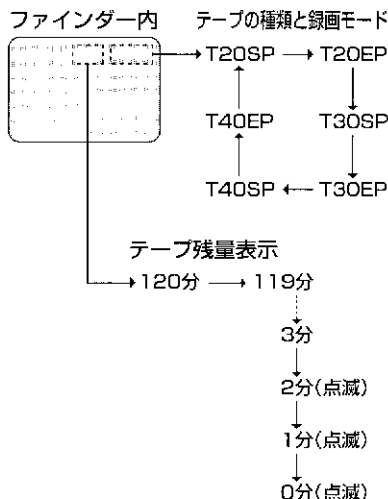 ファインダー内
テープの種類と録画モード
T20SP → T20EP
T40EP T30SP
T40SP ← T30EP
テープ残量表示
120分 → 119分
3分
2分(点滅)
1分(点滅)
0分(点滅)